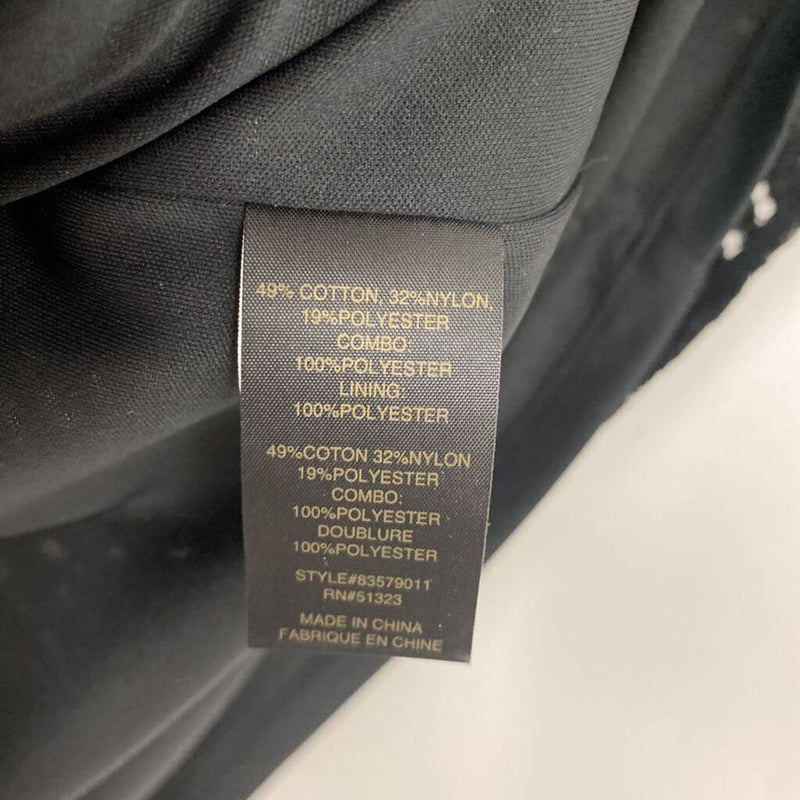 49% COTTON, 32%NYLON,
19%POLYESTER
COMBO
100%POLYESTER
LINING:
100%POLYESTER
49%COTON 32%NYLON
19%POLYESTER
COMBO:
100%POLYESTER
DOUBLURE
100%POLYESTER
STYLE#83579011
RN#51323
MADE IN CHINA
FABRIQUE EN CHINE